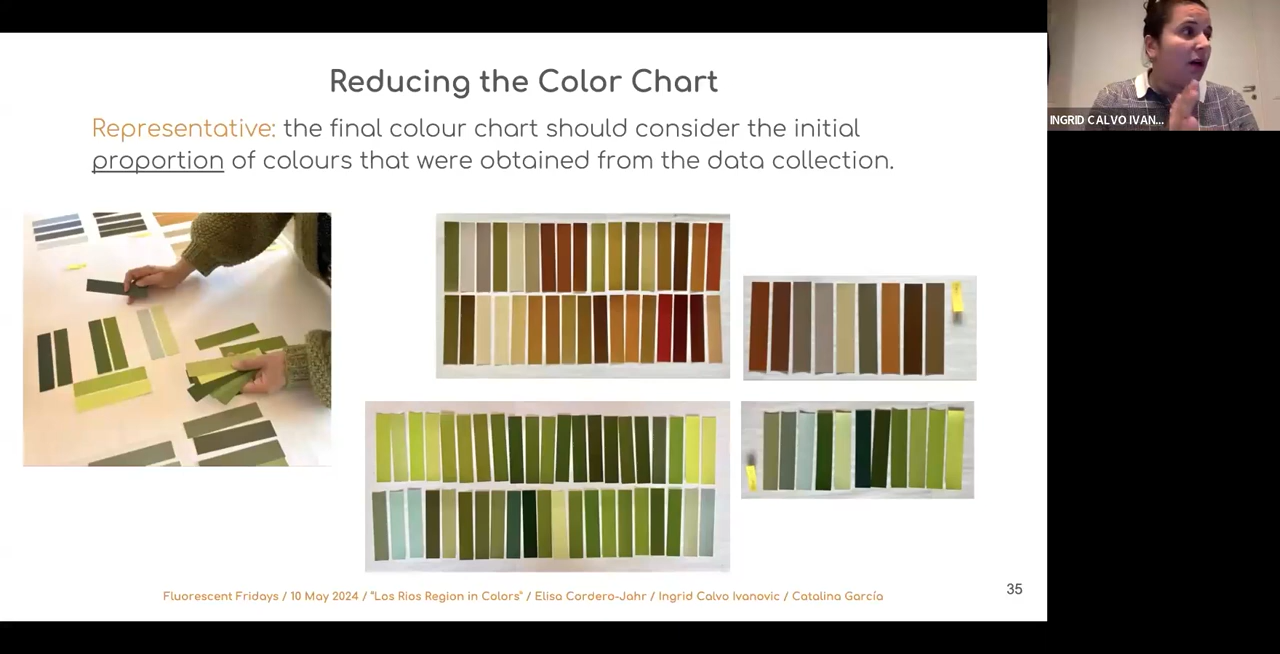 Reducing the Color Chart
Representative: the final colour chart should consider the initial
proportion of colours that were obtained from the data collection.
INGRID CALVO IVAN...
Fluorescent Fridays / 10 May 2024 / “Los Rios Region in Colors” / Elisa Cordero-Jahr / Ingrid Calvo Ivanovic / Catalina García
35